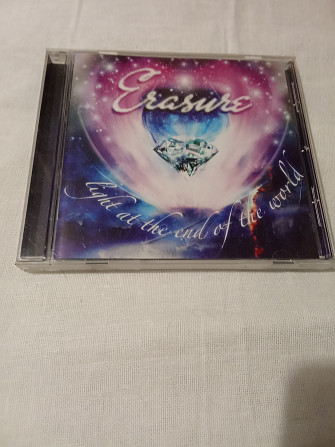 Erasure
light at the end of the world